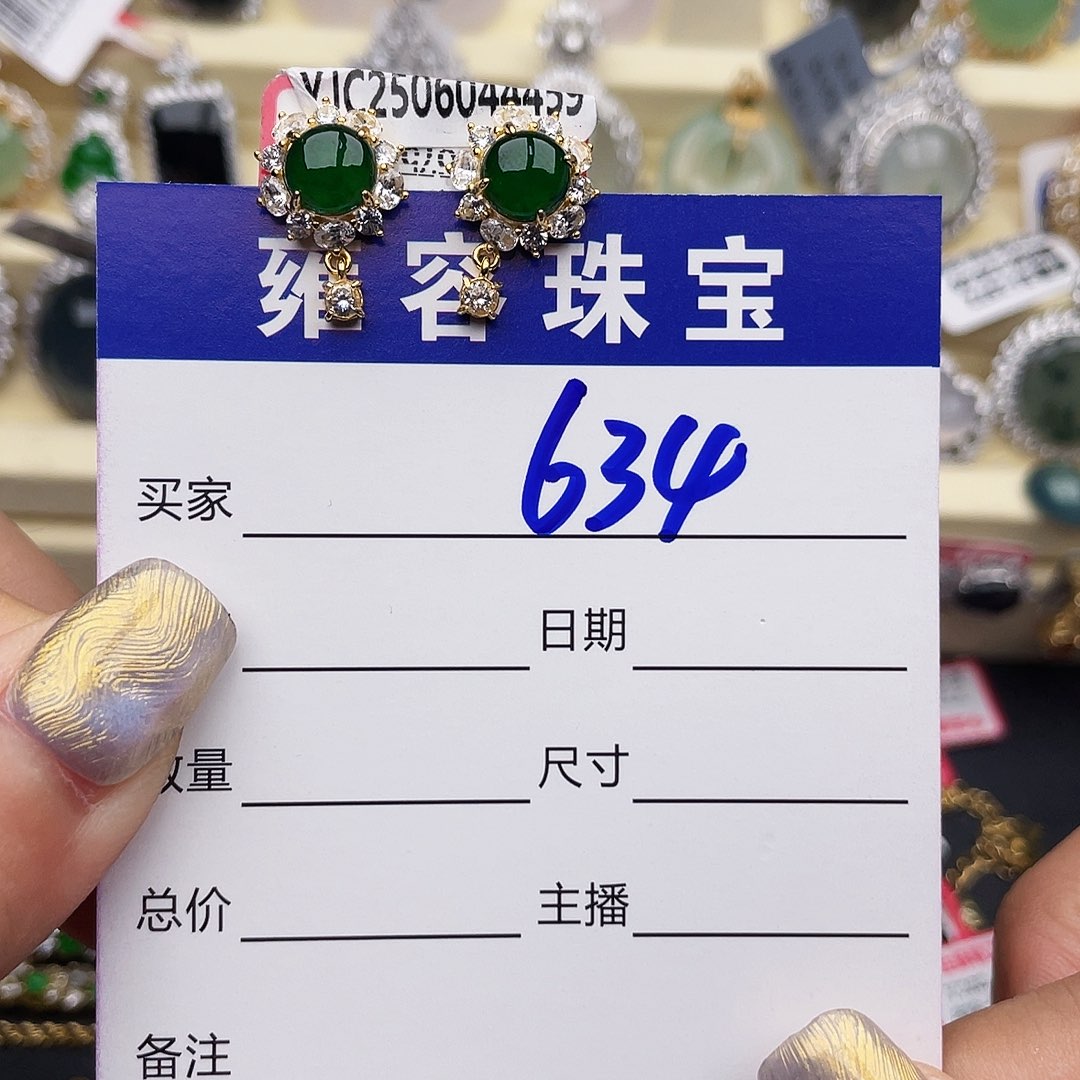 YJC2506044459
雍容珠宝
买家 634
日期
数量 尺寸
总价 主播
备注